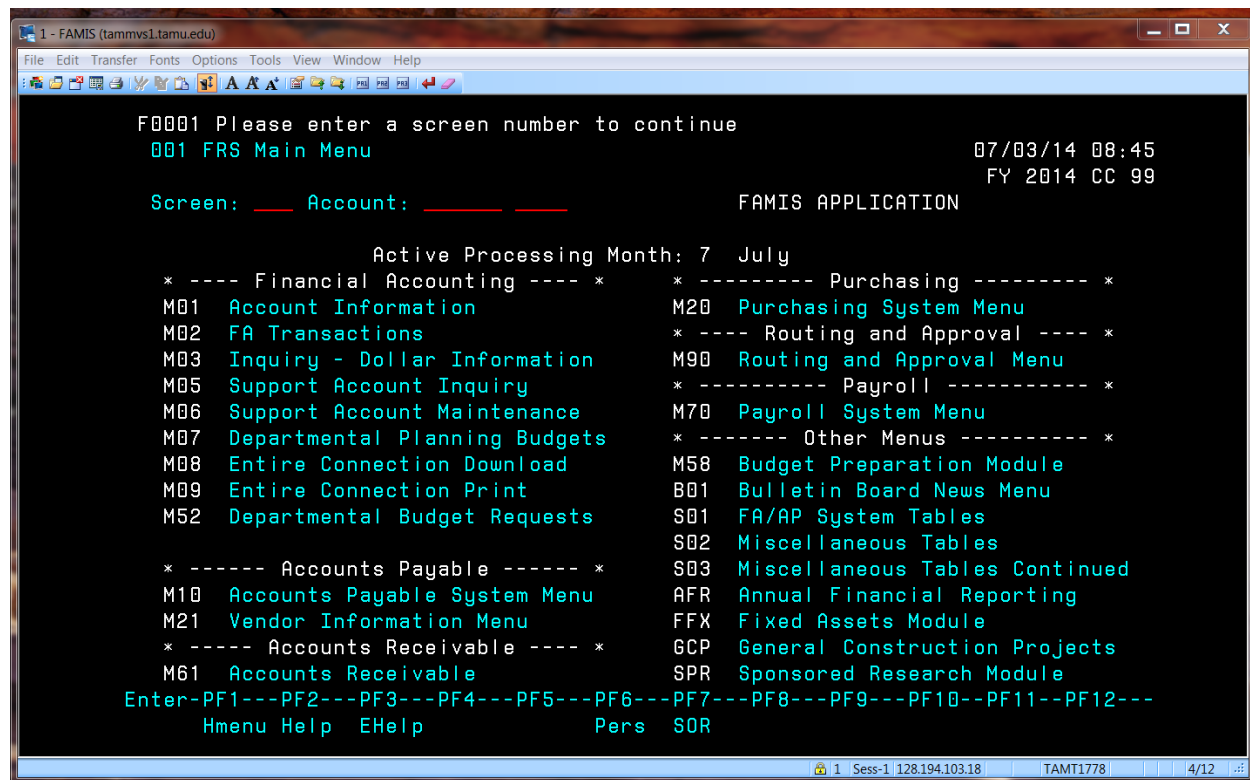 1 - FAMIS (tammvs1.tamu.edu)
File Edit Transfer Fonts Options Tools View Window Help
F0001 Please enter a screen number to continue
001 FRS Main Menu 07/03/14 08:45
FY 2014 CC 99
Screen: ___ Account: ______ ____ FAMIS APPLICATION
Active Processing Month: 7 July
* ---- Financial Accounting ---- * * --------- Purchasing --------- *
M01 Account Information M20 Purchasing System Menu
M02 FA Transactions * ---- Routing and Approval ---- *
M03 Inquiry - Dollar Information M90 Routing and Approval Menu
M05 Support Account Inquiry * ---------- Payroll ----------- *
M06 Support Account Maintenance M70 Payroll System Menu
M07 Departmental Planning Budgets * ------- Other Menus ---------- *
M08 Entire Connection Download M58 Budget Preparation Module
M09 Entire Connection Print B01 Bulletin Board News Menu
M52 Departmental Budget Requests S01 FA/AP System Tables
S02 Miscellaneous Tables
* ------ Accounts Payable ------ * S03 Miscellaneous Tables Continued
M10 Accounts Payable System Menu AFR Annual Financial Reporting
M21 Vendor Information Menu FFX Fixed Assets Module
* ----- Accounts Receivable ---- * GCP General Construction Projects
M61 Accounts Receivable SPR Sponsored Research Module
Enter-PF1---PF2---PF3---PF4---PF5---PF6---PF7---PF8---PF9---PF10--PF11--PF12---
Hmenu Help EHelp Pers SOR
1 Sess-1 128.194.103.18 TAMT1778 4/12